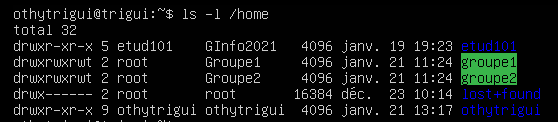 othytrigui@trigui:~$ ls -l /home
total 32
drwxr-xr-x 5 etud101 GInfo2021 4096 janv. 19 19:23 etud101
drwxrwxrwt 2 root Groupe1 4096 janv. 21 11:24 groupe1
drwxrwxrwt 2 root Groupe2 4096 janv. 21 11:24 groupe2
drwx------ 2 root root 16384 déc. 23 10:14 lost+found
drwxr-xr-x 9 othytrigui othytrigui 4096 janv. 21 13:17 othytrigui